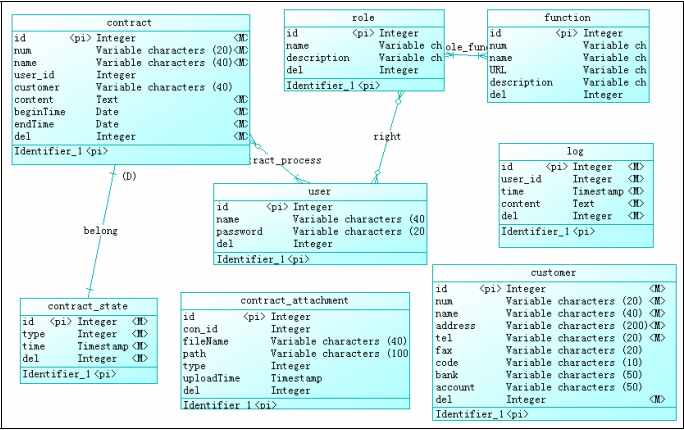 contract
id <pi> Integer <M>
num Variable characters (20) <M>
name Variable characters (40) <M>
user_id Integer
customer Variable characters (40)
content Text <M>
beginTime Date <M>
endTime Date <M>
del Integer <M>
Identifier_1 <pi>
role
id <pi> Integer
name Variable ch
description Variable ch
del Integer
Identifier_1 <pi>
ole_func
function
id <pi> Integer
num Variable ch
name Variable ch
URL Variable ch
description Variable ch
del Integer
Identifier_1 <pi>
right
ract_process
(D)
belong
log
id <pi> Integer <M>
user_id Integer <M>
time Timestamp <M>
content Text <M>
del Integer <M>
Identifier_1 <pi>
user
id <pi> Integer
name Variable characters (40
password Variable characters (20
del Integer
Identifier_1 <pi>
contract_state
id <pi> Integer <M>
type Integer <M>
time Timestamp <M>
del Integer <M>
Identifier_1 <pi>
contract_attachment
id <pi> Integer
con_id Integer
fileName Variable characters (40)
path Variable characters (100
type Integer
uploadTime Timestamp
del Integer
Identifier_1 <pi>
customer
id <pi> Integer <M>
num Variable characters (20) <M>
name Variable characters (40) <M>
address Variable characters (200) <M>
tel Variable characters (20) <M>
fax Variable characters (20)
code Variable characters (10)
bank Variable characters (50)
account Variable characters (50)
del Integer <M>
Identifier_1 <pi>